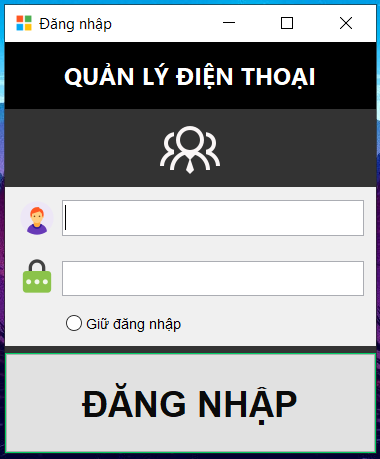 Đăng nhập
QUẢN LÝ ĐIỆN THOẠI
Giữ đăng nhập
ĐĂNG NHẬP